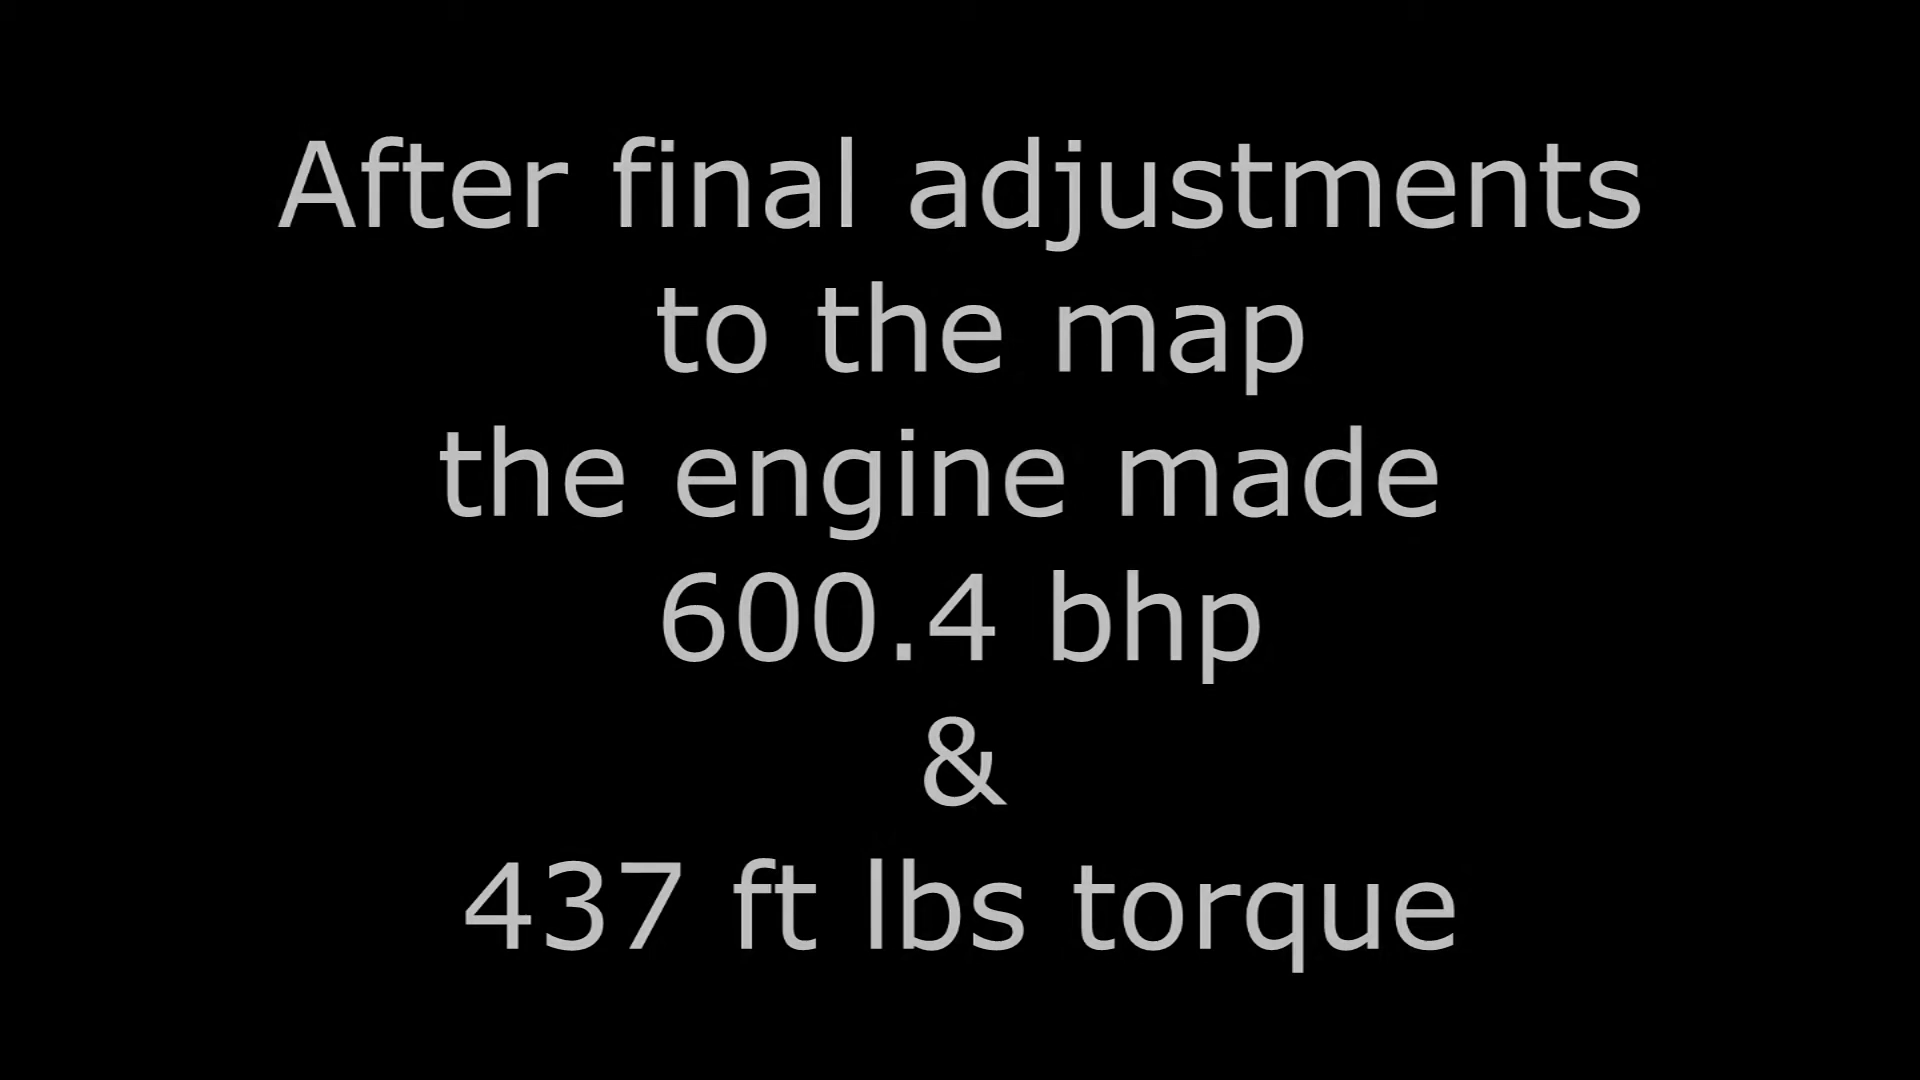 After final adjustments
to the map
the engine made
600.4 bhp
&
437 ft lbs torque